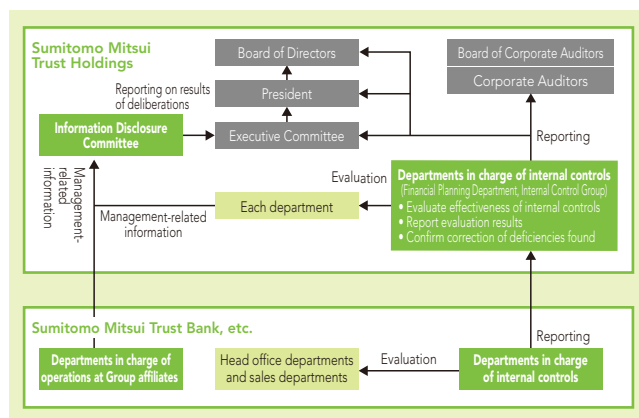 Sumitomo Mitsui
Trust Holdings
Board of Directors
Board of Corporate Auditors
Corporate Auditors
Reporting on results
of deliberations
President
Information Disclosure
Committee
Executive Committee
Reporting
Management-
related
information
Evaluation
Departments in charge of internal controls
(Financial Planning Department, Internal Control Group)
• Evaluate effectiveness of internal controls
• Report evaluation results
• Confirm correction of deficiencies found
Each department
Management-related
information
Sumitomo Mitsui Trust Bank, etc.
Reporting
Departments in charge of
operations at Group affiliates
Head office departments
and sales departments
Evaluation
Departments in charge
of internal controls